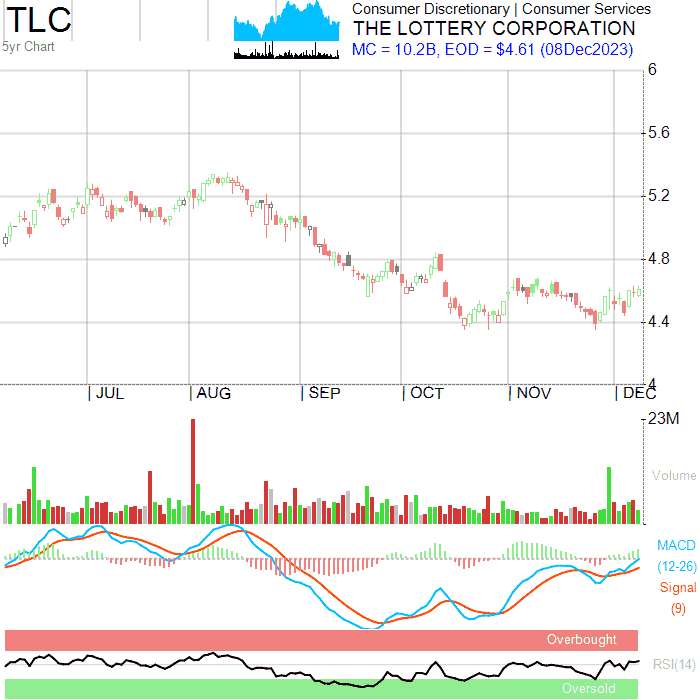 TLC
5yr Chart
Consumer Discretionary | Consumer Services
THE LOTTERY CORPORATION
MC = 10.2B, EOD = $4.61 (08Dec2023)
6
5.6
5.2
4.8
4.4
4
JUL AUG SEP OCT NOV DEC
23M
Volume
MACD
(12-26)
Signal
(9)
Overbought
RSI(14)
Oversold